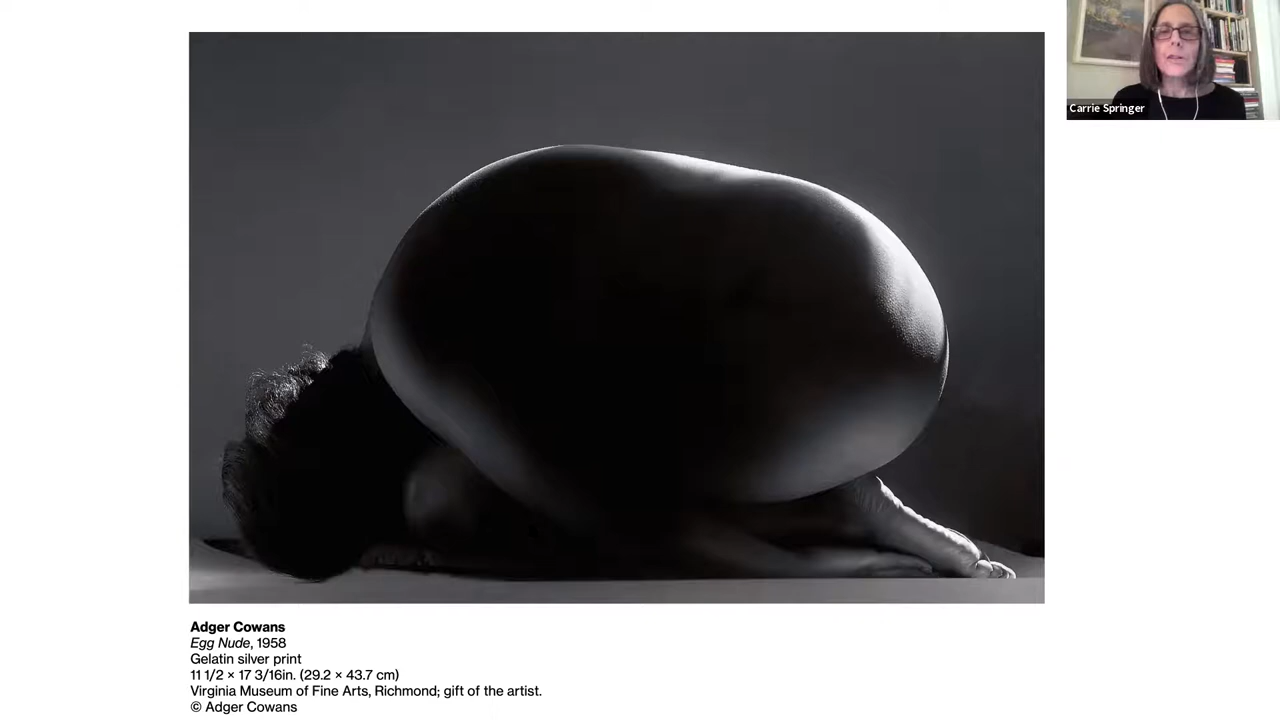 Carrie Springer
Adger Cowans
Egg Nude, 1958
Gelatin silver print
11 1/2 × 17 3/16in. (29.2 × 43.7 cm)
Virginia Museum of Fine Arts, Richmond; gift of the artist.
© Adger Cowans